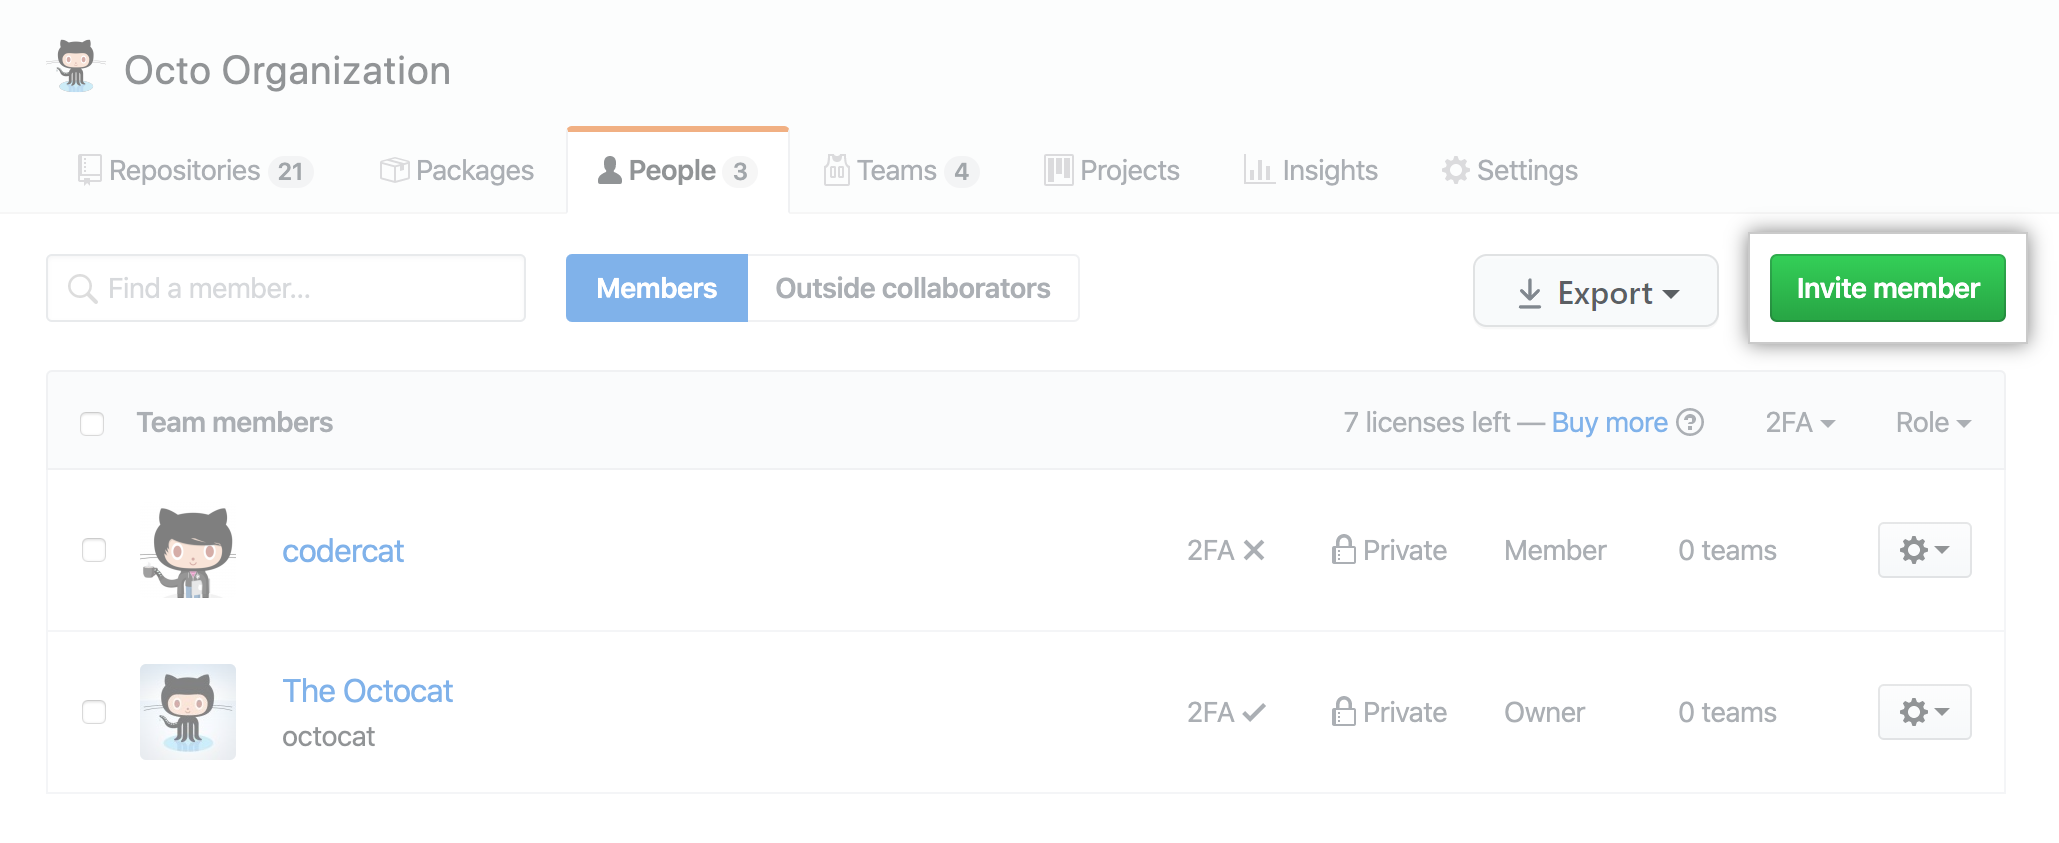 Octo Organization
Repositories 21 Packages People 3 Teams 4 Projects Insights Settings
Find a member... Members Outside collaborators Export Invite member
Team members 7 licenses left — Buy more ? 2FA Role
codercat 2FA Private Member 0 teams
The Octocat
octocat 2FA Private Owner 0 teams